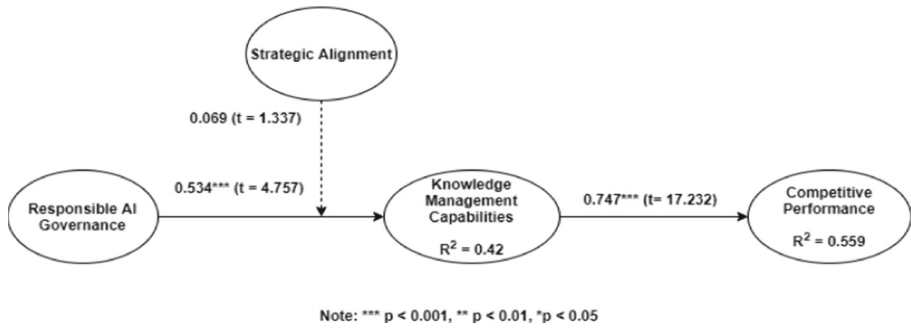 Strategic Alignment
0.069 (t = 1.337)
0.534*** (t = 4.757)
Responsible AI
Governance
Knowledge
Management
Capabilities
R² = 0.42
0.747*** (t= 17.232)
Competitive
Performance
R² = 0.559
Note: *** p < 0.001, ** p < 0.01, *p < 0.05